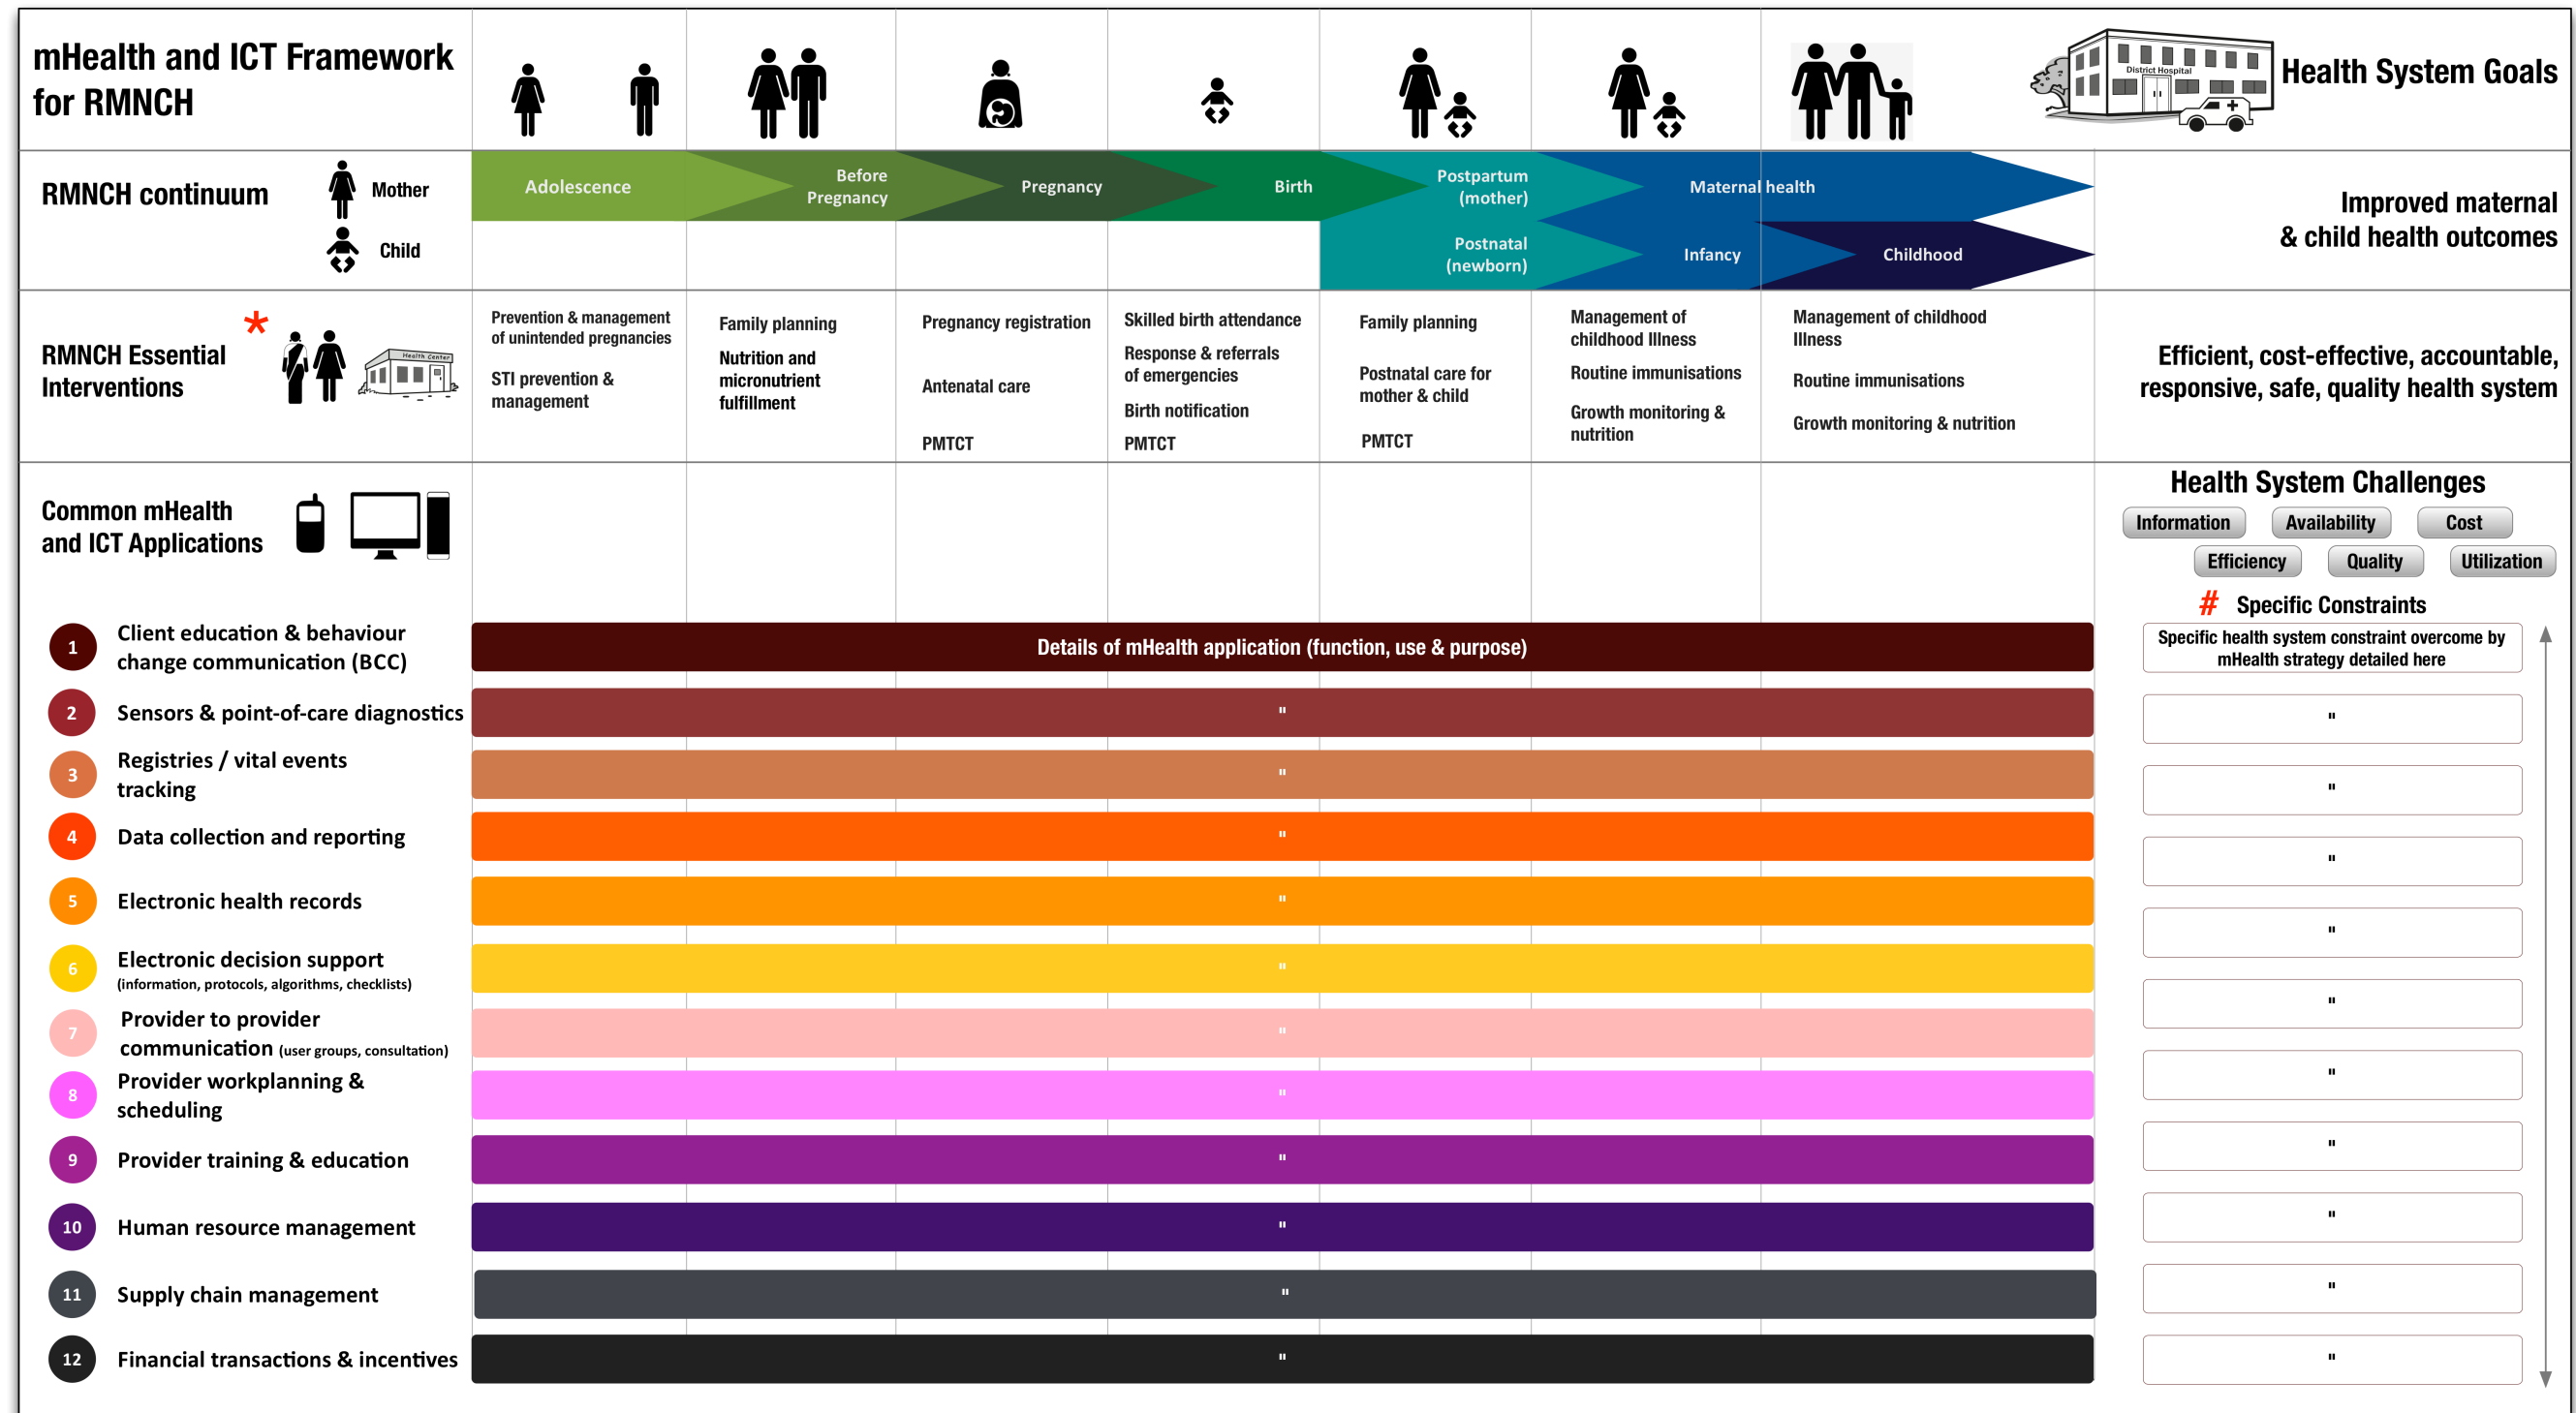 mHealth and ICT Framework
for RMNCH
District Hospital
Health System Goals
RMNCH continuum
Mother
Child
Adolescence
Before
Pregnancy
Pregnancy
Birth
Postpartum
(mother)
Maternal health
Postnatal
(newborn)
Infancy
Childhood
Improved maternal
& child health outcomes
*
RMNCH Essential
Interventions
Health Center
Prevention & management
of unintended pregnancies
STI prevention &
management
Family planning
Nutrition and
micronutrient
fulfillment
Pregnancy registration
Antenatal care
PMTCT
Skilled birth attendance
Response & referrals
of emergencies
Birth notification
PMTCT
Family planning
Postnatal care for
mother & child
PMTCT
Management of
childhood Illness
Routine immunisations
Growth monitoring &
nutrition
Management of childhood
Illness
Routine immunisations
Growth monitoring & nutrition
Efficient, cost-effective, accountable,
responsive, safe, quality health system
Common mHealth
and ICT Applications
Health System Challenges
Information
Availability
Cost
Efficiency
Quality
Utilization
# Specific Constraints
1
Client education & behaviour
change communication (BCC)
Details of mHealth application (function, use & purpose)
Specific health system constraint overcome by
mHealth strategy detailed here
2
Sensors & point-of-care diagnostics
"
"
3
Registries / vital events
tracking
"
"
4
Data collection and reporting
"
"
5
Electronic health records
"
"
6
Electronic decision support
(information, protocols, algorithms, checklists)
"
"
7
Provider to provider
communication (user groups, consultation)
"
"
8
Provider workplanning &
scheduling
"
"
9
Provider training & education
"
"
10
Human resource management
"
"
11
Supply chain management
"
"
12
Financial transactions & incentives
"
"